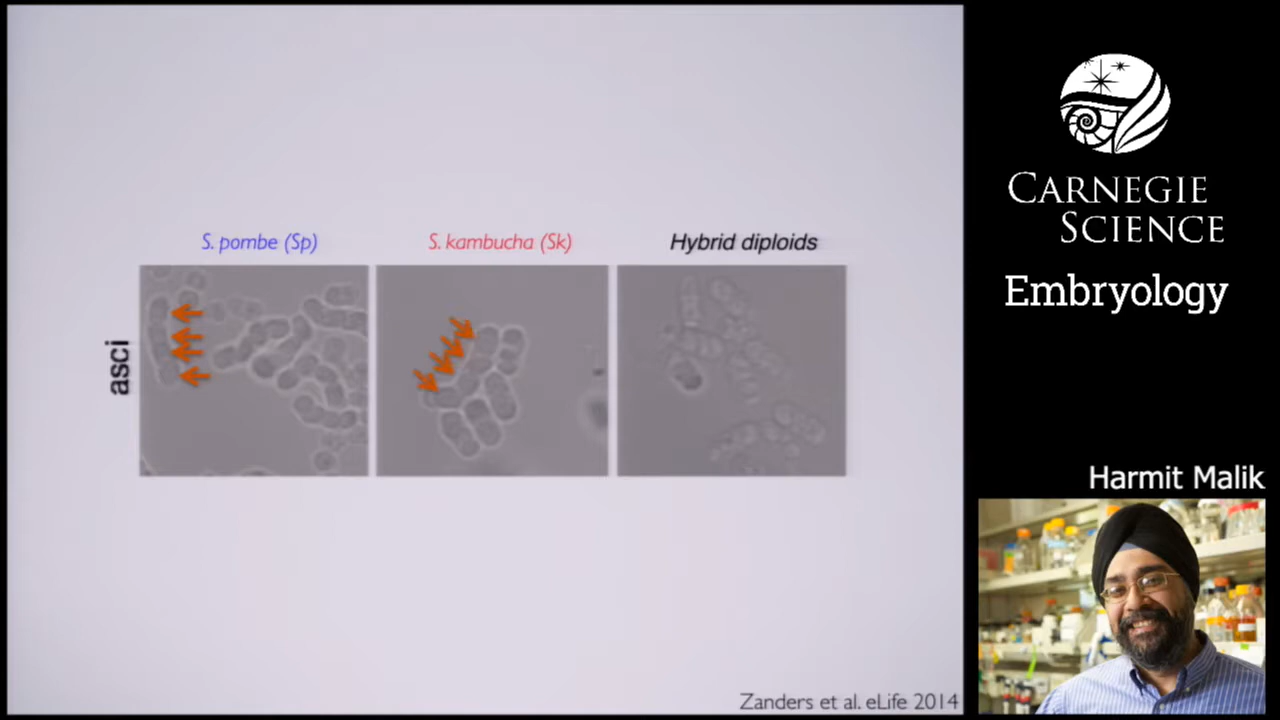 S. pombe (Sp)
S. kambucha (Sk)
Hybrid diploids
asci
Zanders et al. eLife 2014
CARNEGIE
SCIENCE
Embryology
Harmit Malik